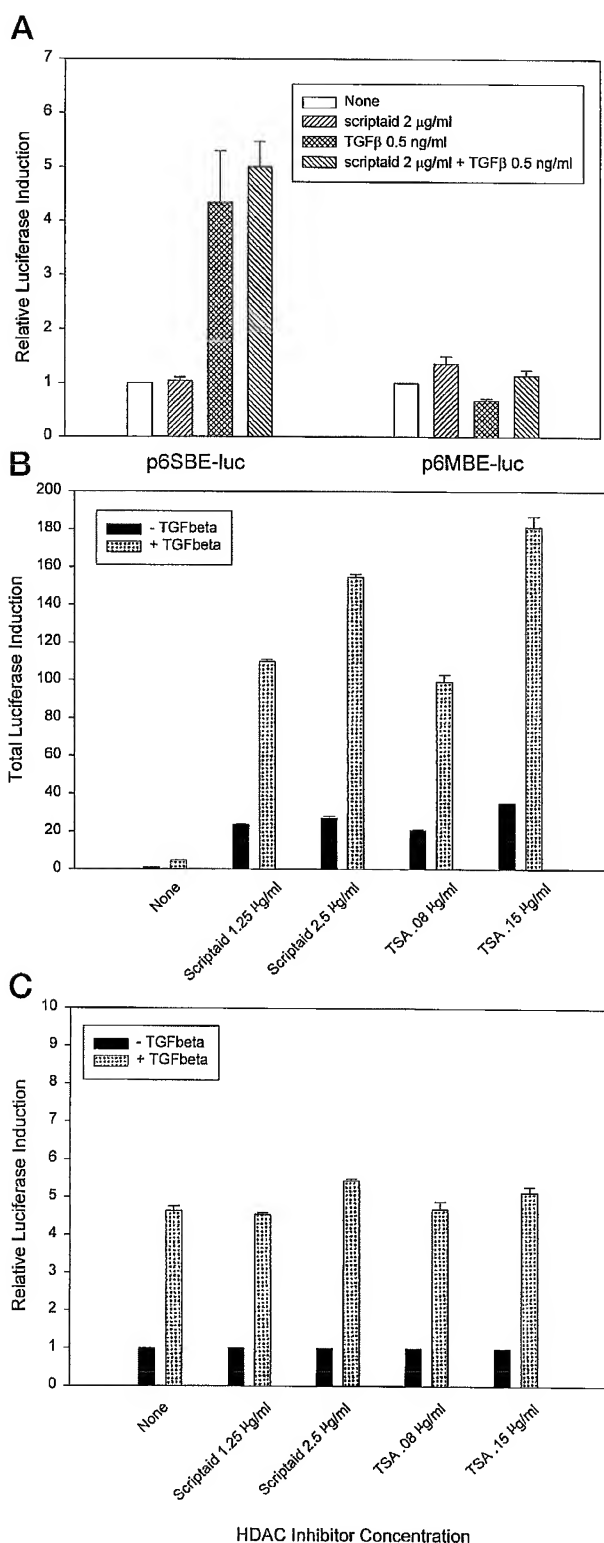 A
7
6
5
4
3
2
1
0
Relative Luciferase Induction
None
scriptaid 2 μg/ml
TGFβ 0.5 ng/ml
scriptaid 2 μg/ml + TGFβ 0.5 ng/ml
p6SBE-luc
p6MBE-luc
B
200
180
160
140
120
100
80
60
40
20
0
Total Luciferase Induction
- TGFbeta
+ TGFbeta
None
Scriptaid 1.25 μg/ml
Scriptaid 2.5 μg/ml
TSA .08 μg/ml
TSA .15 μg/ml
C
10
9
8
7
6
5
4
3
2
1
0
Relative Luciferase Induction
- TGFbeta
+ TGFbeta
None
Scriptaid 1.25 μg/ml
Scriptaid 2.5 μg/ml
TSA .08 μg/ml
TSA .15 μg/ml
HDAC Inhibitor Concentration